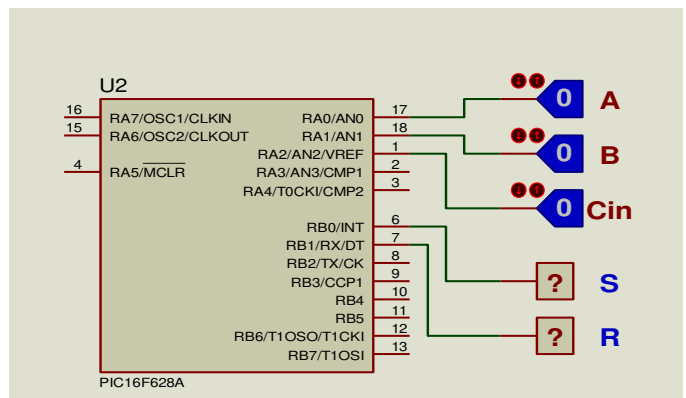 U2
16 RA7/OSC1/CLKIN RA0/AN0 17 0 A
15 RA6/OSC2/CLKOUT RA1/AN1 18 0 B
RA2/AN2/VREF 1 0 Cin
4 RA5/MCLR RA3/AN3/CMP1 2
RA4/T0CKI/CMP2 3
RB0/INT 6 ? S
RB1/RX/DT 7 ? R
RB2/TX/CK 8
RB3/CCP1 9
RB4 10
RB5 11
RB6/T1OSO/T1CKI 12
RB7/T1OSI 13
PIC16F628A